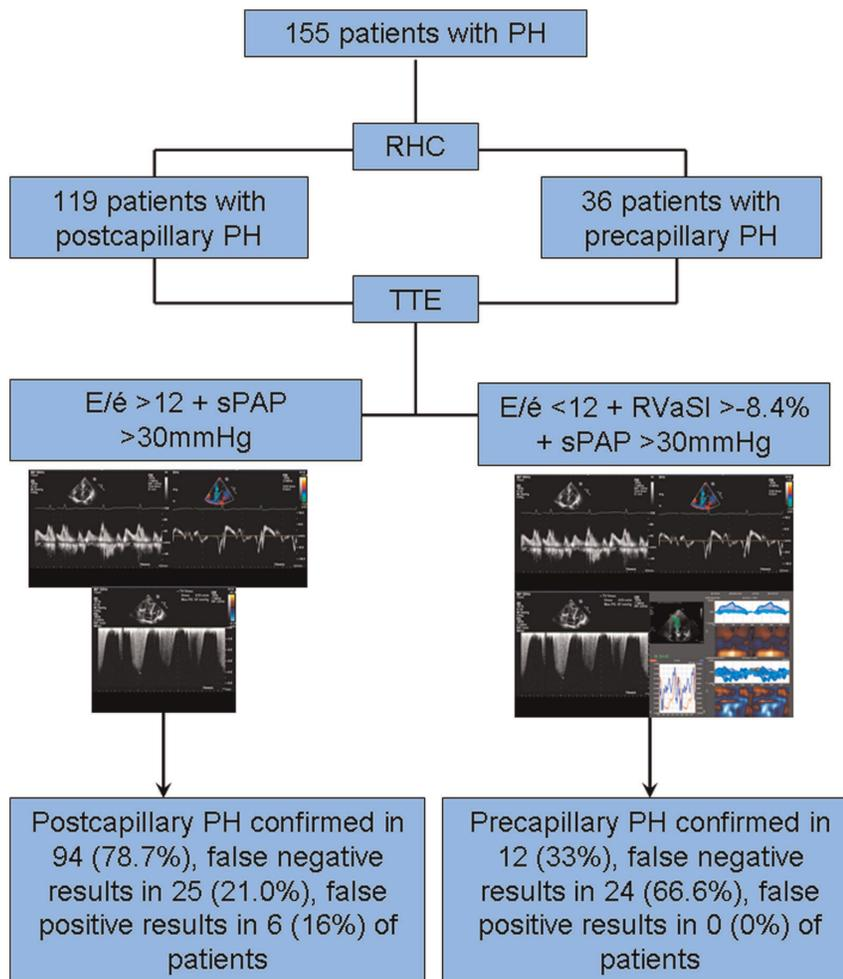 155 patients with PH
RHC
119 patients with
postcapillary PH
36 patients with
precapillary PH
TTE
E/é >12 + sPAP
>30mmHg
E/é <12 + RVaSI >-8.4%
+ sPAP >30mmHg
Postcapillary PH confirmed in
94 (78.7%), false negative
results in 25 (21.0%), false
positive results in 6 (16%) of
patients
Precapillary PH confirmed in
12 (33%), false negative
results in 24 (66.6%), false
positive results in 0 (0%) of
patients